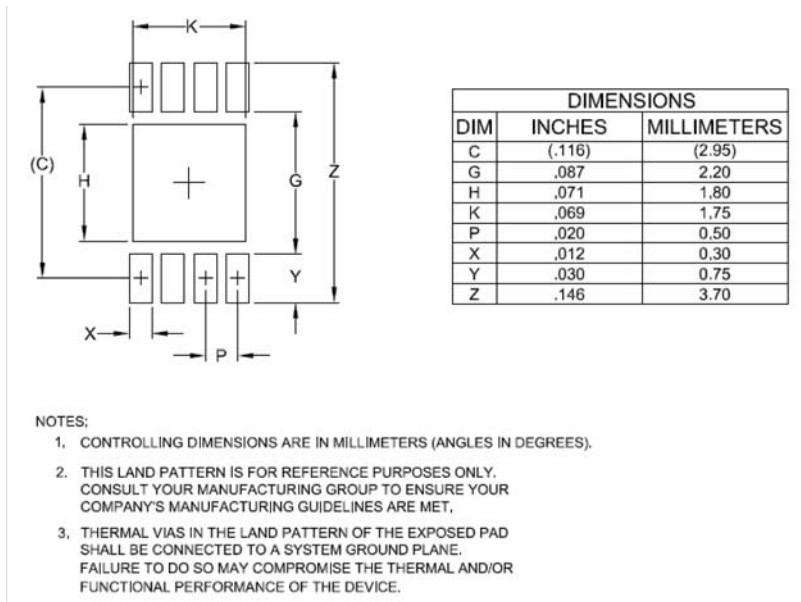 K
(C)
H
G
Z
Y
X
P
DIMENSIONS
DIM INCHES MILLIMETERS
C (.116) (2.95)
G .087 2.20
H .071 1.80
K .069 1.75
P .020 0.50
X .012 0.30
Y .030 0.75
Z .146 3.70
NOTES:
1. CONTROLLING DIMENSIONS ARE IN MILLIMETERS (ANGLES IN DEGREES).
2. THIS LAND PATTERN IS FOR REFERENCE PURPOSES ONLY.
CONSULT YOUR MANUFACTURING GROUP TO ENSURE YOUR
COMPANY'S MANUFACTURING GUIDELINES ARE MET.
3. THERMAL VIAS IN THE LAND PATTERN OF THE EXPOSED PAD
SHALL BE CONNECTED TO A SYSTEM GROUND PLANE.
FAILURE TO DO SO MAY COMPROMISE THE THERMAL AND/OR
FUNCTIONAL PERFORMANCE OF THE DEVICE.